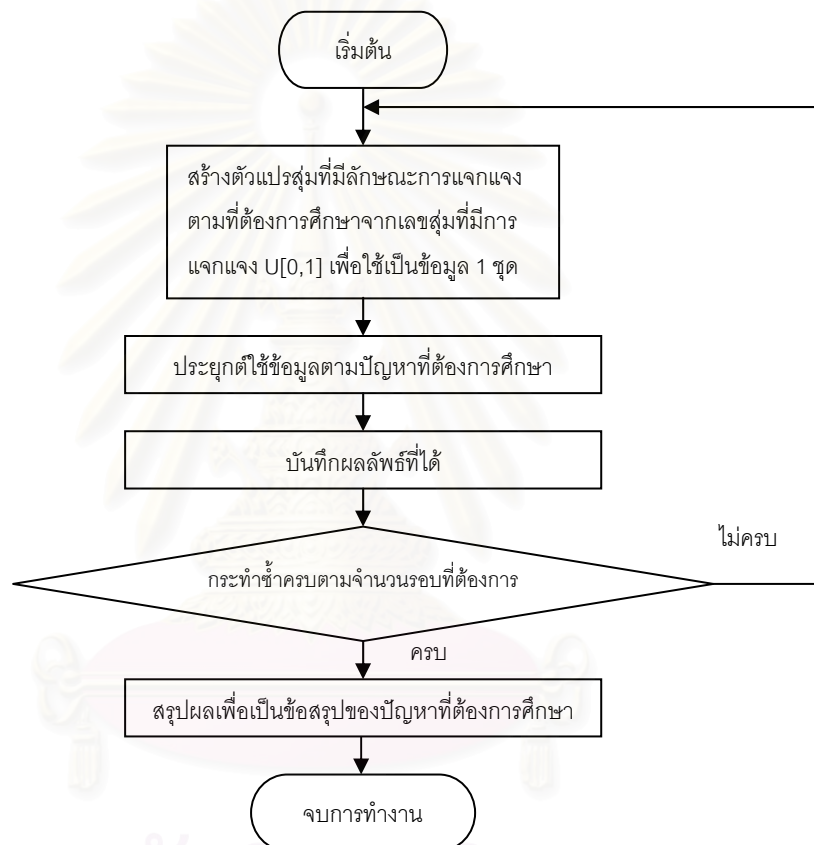 เริ่มต้น
สร้างตัวแปรสุ่มที่มีลักษณะการแจกแจง
ตามที่ต้องการศึกษาจากเลขสุ่มที่มีการ
แจกแจง U[0,1] เพื่อใช้เป็นข้อมูล 1 ชุด
ประยุกต์ใช้ข้อมูลตามปัญหาที่ต้องการศึกษา
บันทึกผลลัพธ์ที่ได้
ไม่ครบ
กระทำซ้ำครบตามจำนวนรอบที่ต้องการ
ครบ
สรุปผลเพื่อเป็นข้อสรุปของปัญหาที่ต้องการศึกษา
จบการทำงาน